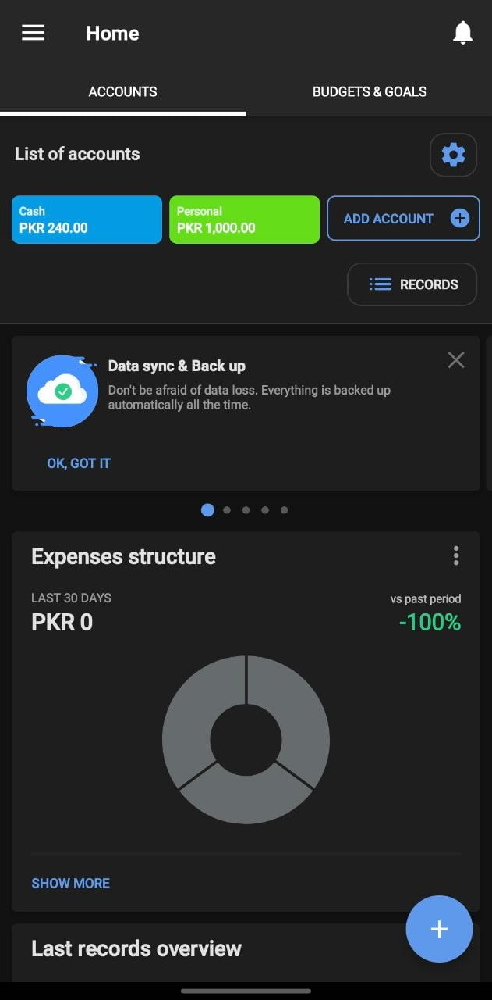 Home
ACCOUNTS
BUDGETS & GOALS
List of accounts
Cash
PKR 240.00
Personal
PKR 1,000.00
ADD ACCOUNT
RECORDS
Data sync & Back up
Don't be afraid of data loss. Everything is backed up
automatically all the time.
OK, GOT IT
Expenses structure
LAST 30 DAYS
vs past period
PKR 0
-100%
SHOW MORE
Last records overview